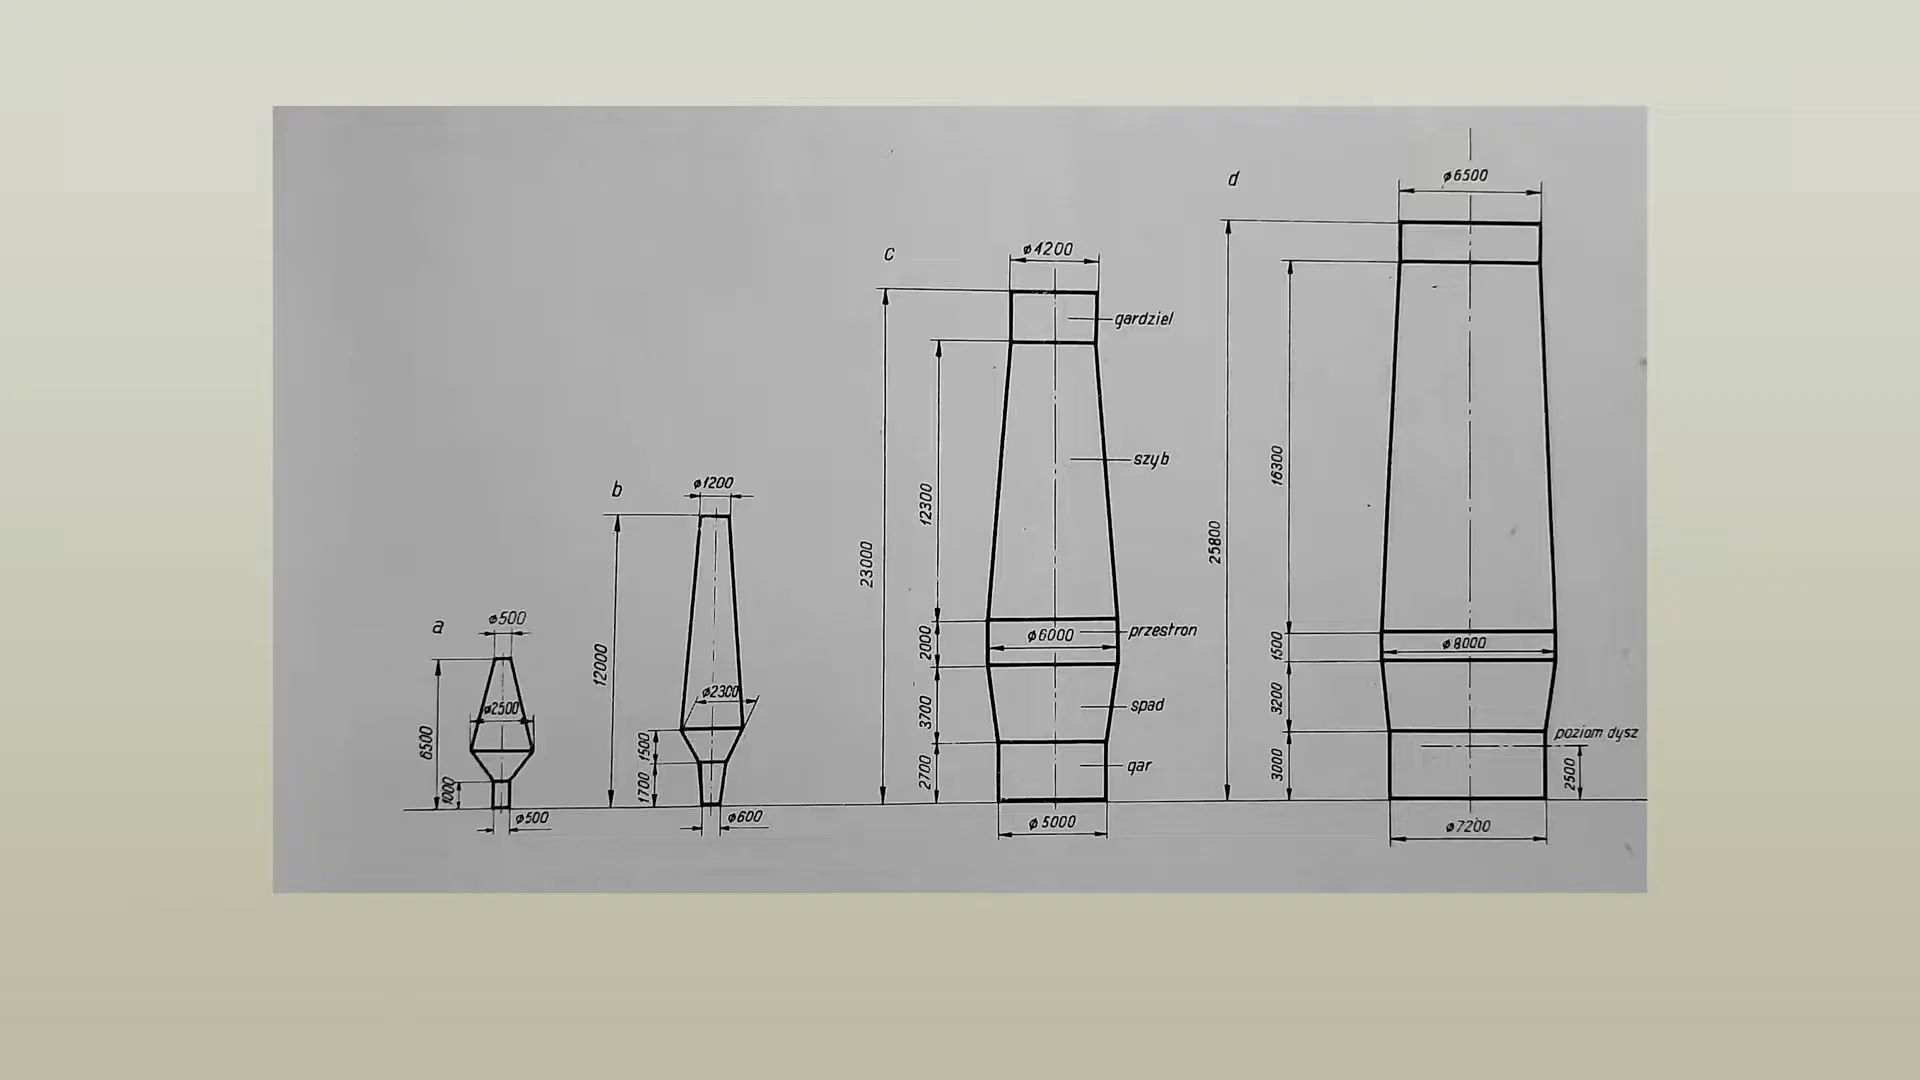 a
ø500
ø2500
6500
1000
ø500
b
ø1200
12000
ø2300
1500
1700
ø600
c
ø4200
gardziel
szyb
12300
23000
2000
ø6000
przestron
3700
spad
2700
gar
ø5000
d
ø6500
16300
25800
1500
ø8000
3200
poziom dysz
3000
2500
ø7200